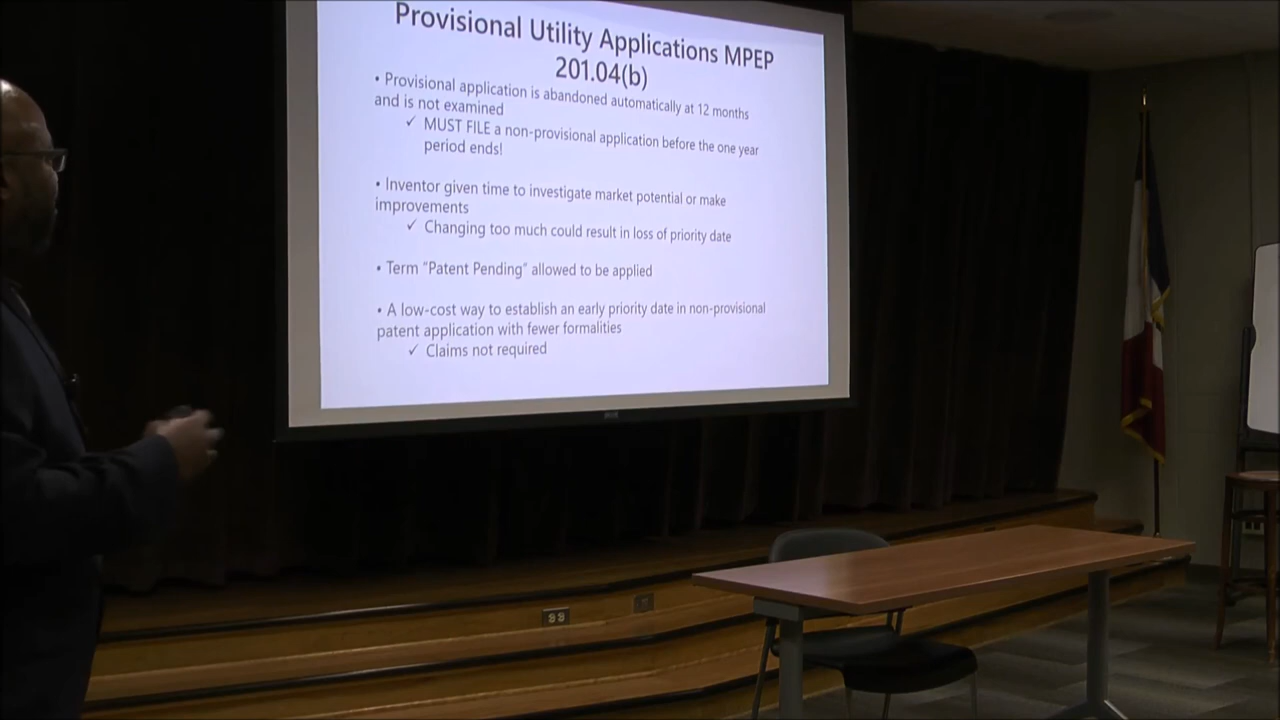 Provisional Utility Applications MPEP
201.04(b)
• Provisional application is abandoned automatically at 12 months
and is not examined
✓ MUST FILE a non-provisional application before the one year
period ends!
• Inventor given time to investigate market potential or make
improvements
✓ Changing too much could result in loss of priority date
• Term “Patent Pending” allowed to be applied
• A low-cost way to establish an early priority date in non-provisional
patent application with fewer formalities
✓ Claims not required